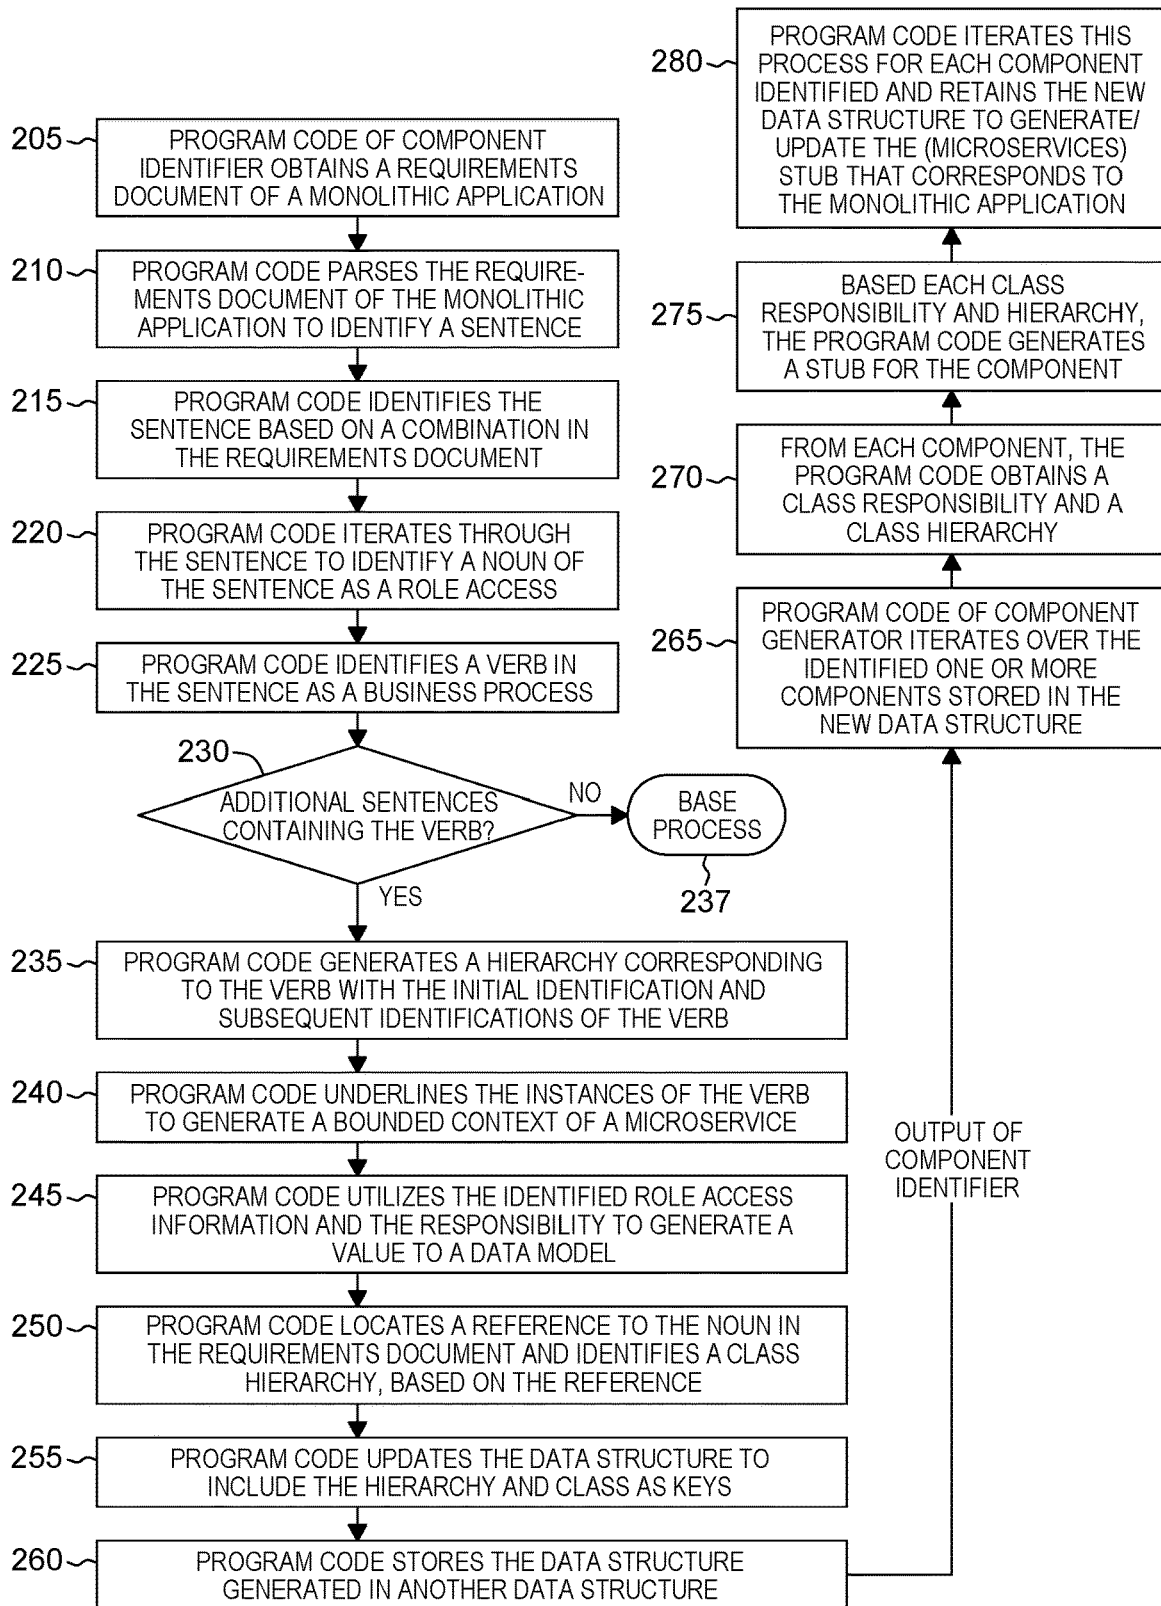 205
PROGRAM CODE OF COMPONENT
IDENTIFIER OBTAINS A REQUIREMENTS
DOCUMENT OF A MONOLITHIC APPLICATION
210
PROGRAM CODE PARSES THE REQUIRE-
MENTS DOCUMENT OF THE MONOLITHIC
APPLICATION TO IDENTIFY A SENTENCE
215
PROGRAM CODE IDENTIFIES THE
SENTENCE BASED ON A COMBINATION IN
THE REQUIREMENTS DOCUMENT
220
PROGRAM CODE ITERATES THROUGH
THE SENTENCE TO IDENTIFY A NOUN OF
THE SENTENCE AS A ROLE ACCESS
225
PROGRAM CODE IDENTIFIES A VERB IN
THE SENTENCE AS A BUSINESS PROCESS
230
ADDITIONAL SENTENCES
CONTAINING THE VERB?
NO
BASE
PROCESS
237
YES
235
PROGRAM CODE GENERATES A HIERARCHY CORRESPONDING
TO THE VERB WITH THE INITIAL IDENTIFICATION AND
SUBSEQUENT IDENTIFICATIONS OF THE VERB
240
PROGRAM CODE UNDERLINES THE INSTANCES OF THE VERB
TO GENERATE A BOUNDED CONTEXT OF A MICROSERVICE
245
PROGRAM CODE UTILIZES THE IDENTIFIED ROLE ACCESS
INFORMATION AND THE RESPONSIBILITY TO GENERATE A
VALUE TO A DATA MODEL
250
PROGRAM CODE LOCATES A REFERENCE TO THE NOUN IN
THE REQUIREMENTS DOCUMENT AND IDENTIFIES A CLASS
HIERARCHY, BASED ON THE REFERENCE
255
PROGRAM CODE UPDATES THE DATA STRUCTURE TO
INCLUDE THE HIERARCHY AND CLASS AS KEYS
260
PROGRAM CODE STORES THE DATA STRUCTURE
GENERATED IN ANOTHER DATA STRUCTURE
OUTPUT OF
COMPONENT
IDENTIFIER
265
PROGRAM CODE OF COMPONENT
GENERATOR ITERATES OVER THE
IDENTIFIED ONE OR MORE
COMPONENTS STORED IN THE
NEW DATA STRUCTURE
270
FROM EACH COMPONENT, THE
PROGRAM CODE OBTAINS A
CLASS RESPONSIBILITY AND A
CLASS HIERARCHY
275
BASED EACH CLASS
RESPONSIBILITY AND HIERARCHY,
THE PROGRAM CODE GENERATES
A STUB FOR THE COMPONENT
280
PROGRAM CODE ITERATES THIS
PROCESS FOR EACH COMPONENT
IDENTIFIED AND RETAINS THE NEW
DATA STRUCTURE TO GENERATE/
UPDATE THE (MICROSERVICES)
STUB THAT CORRESPONDS TO
THE MONOLITHIC APPLICATION